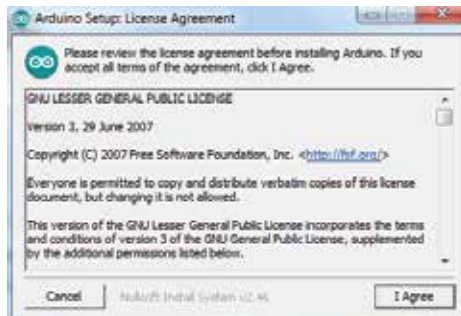 Arduino Setup: License Agreement
Please review the license agreement before installing Arduino. If you
accept all terms of the agreement, click I Agree.
GNU LESSER GENERAL PUBLIC LICENSE
Version 3, 29 June 2007
Copyright (C) 2007 Free Software Foundation, Inc. <http://fsf.org/>
Everyone is permitted to copy and distribute verbatim copies of this license
document, but changing it is not allowed.
This version of the GNU Lesser General Public License incorporates the terms
and conditions of version 3 of the GNU General Public License, supplemented
by the additional permissions listed below.
Cancel Nullsoft Install System v2.46 I Agree